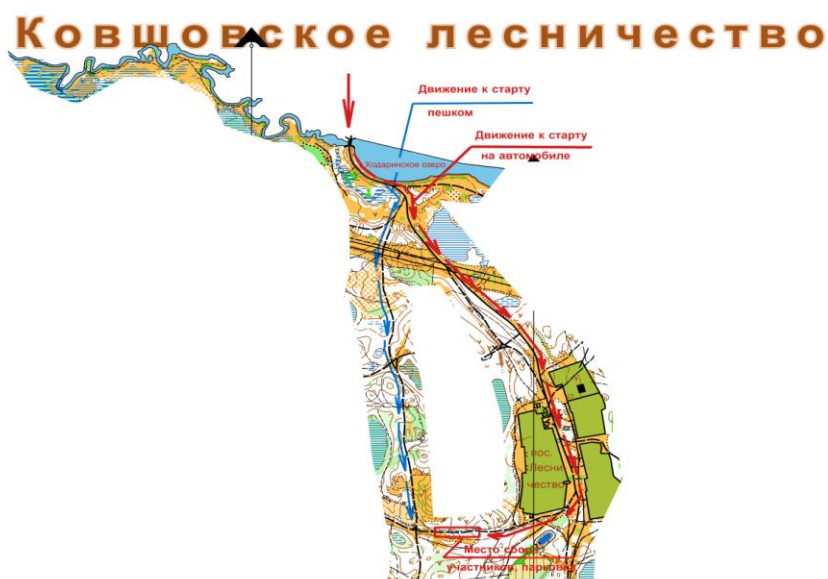 Ковшовское лесничество
Движение к старту
пешком
Движение к старту
на автомобиле
Ходаринское озеро
пос.
Лесни
чество
Место сбора
участников, парковка